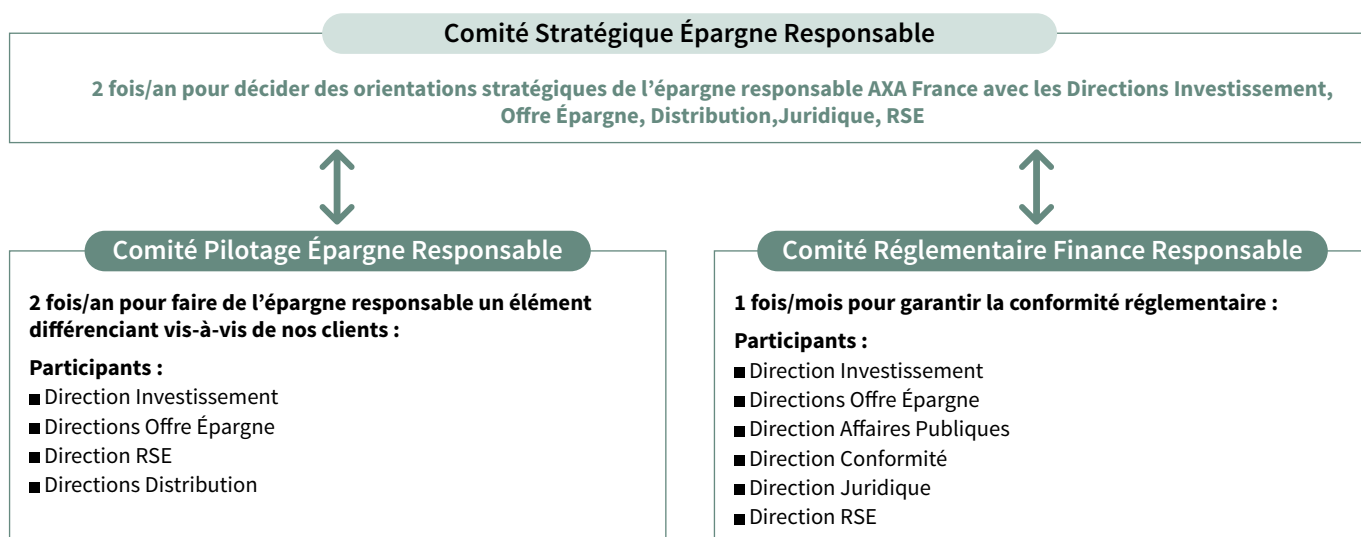 Comité Stratégique Épargne Responsable
2 fois/an pour décider des orientations stratégiques de l’épargne responsable AXA France avec les Directions Investissement,
Offre Épargne, Distribution,Juridique, RSE
Comité Pilotage Épargne Responsable
2 fois/an pour faire de l’épargne responsable un élément
différenciant vis-à-vis de nos clients :
Participants :
■ Direction Investissement
■ Directions Offre Épargne
■ Direction RSE
■ Directions Distribution
Comité Réglementaire Finance Responsable
1 fois/mois pour garantir la conformité réglementaire :
Participants :
■ Direction Investissement
■ Directions Offre Épargne
■ Direction Affaires Publiques
■ Direction Conformité
■ Direction Juridique
■ Direction RSE